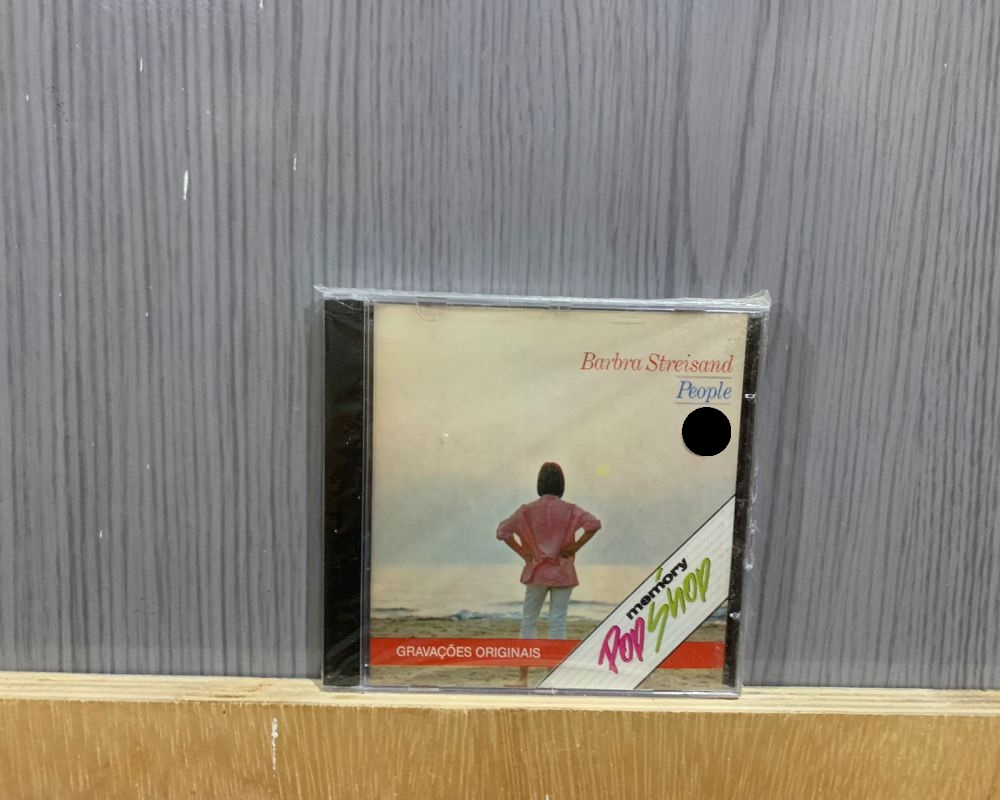 Barbra Streisand
People
memory
POP SHOP
GRAVAÇÕES ORIGINAIS